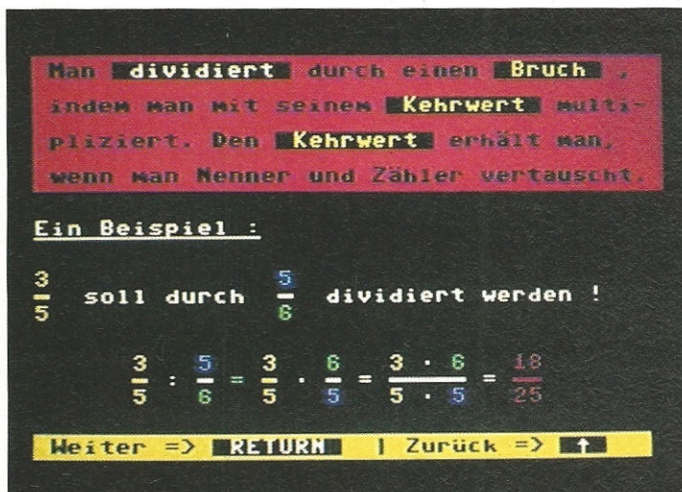 Man dividiert durch einen Bruch ,
indem man mit seinem Kehrwert multi-
pliziert. Den Kehrwert erhält man,
wenn man Nenner und Zähler vertauscht.
Ein Beispiel :
3/5 soll durch 5/6 dividiert werden !
3/5 : 5/6 = 3/5 · 6/5 = 3 · 6 / 5 · 5 = 18/25
Weiter => RETURN | Zurück => ↑